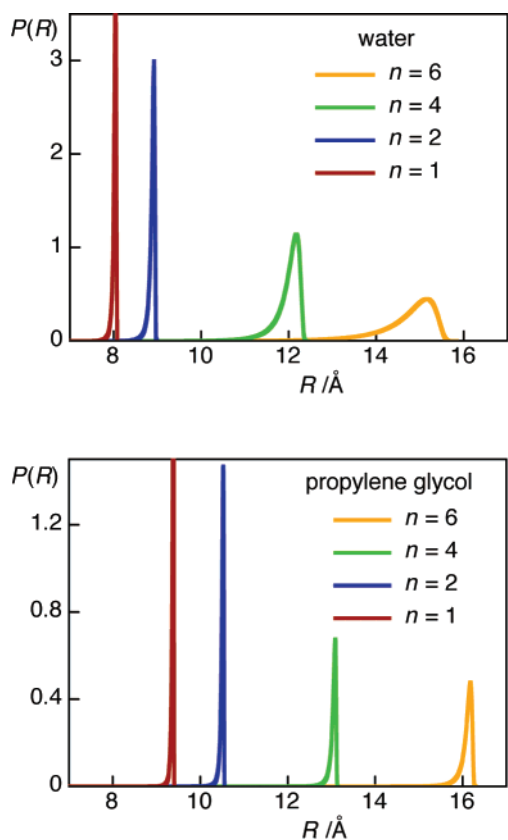 P(R)
water
n = 6
n = 4
n = 2
n = 1
3
2
1
0
8 10 12 14 16
R /Å
P(R)
propylene glycol
n = 6
n = 4
n = 2
n = 1
1.2
0.8
0.4
0
8 10 12 14 16
R /Å